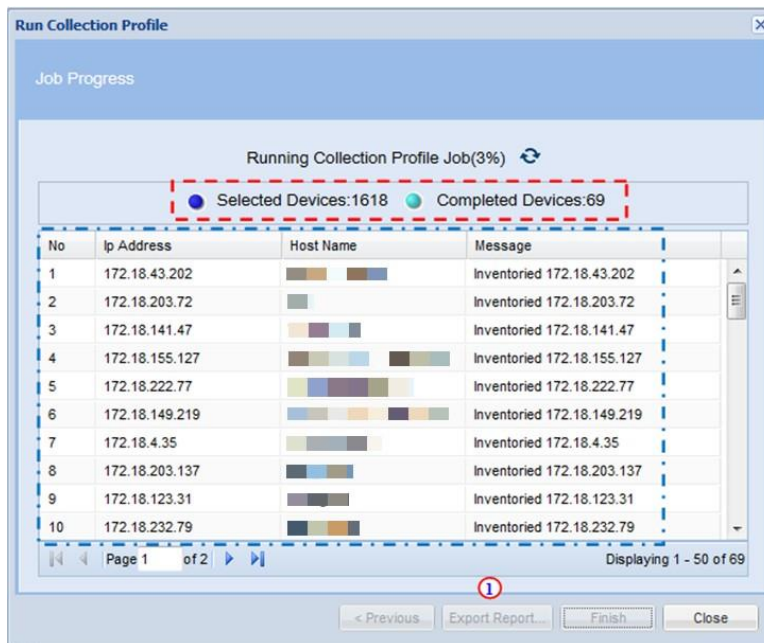 Run Collection Profile
Job Progress
Running Collection Profile Job(3%)
Selected Devices:1618 Completed Devices:69
No Ip Address Host Name Message
1 172.18.43.202 Inventoried 172.18.43.202
2 172.18.203.72 Inventoried 172.18.203.72
3 172.18.141.47 Inventoried 172.18.141.47
4 172.18.155.127 Inventoried 172.18.155.127
5 172.18.222.77 Inventoried 172.18.222.77
6 172.18.149.219 Inventoried 172.18.149.219
7 172.18.4.35 Inventoried 172.18.4.35
8 172.18.203.137 Inventoried 172.18.203.137
9 172.18.123.31 Inventoried 172.18.123.31
10 172.18.232.79 Inventoried 172.18.232.79
Page 1 of 2 Displaying 1 - 50 of 69
1
< Previous Export Report... Finish Close